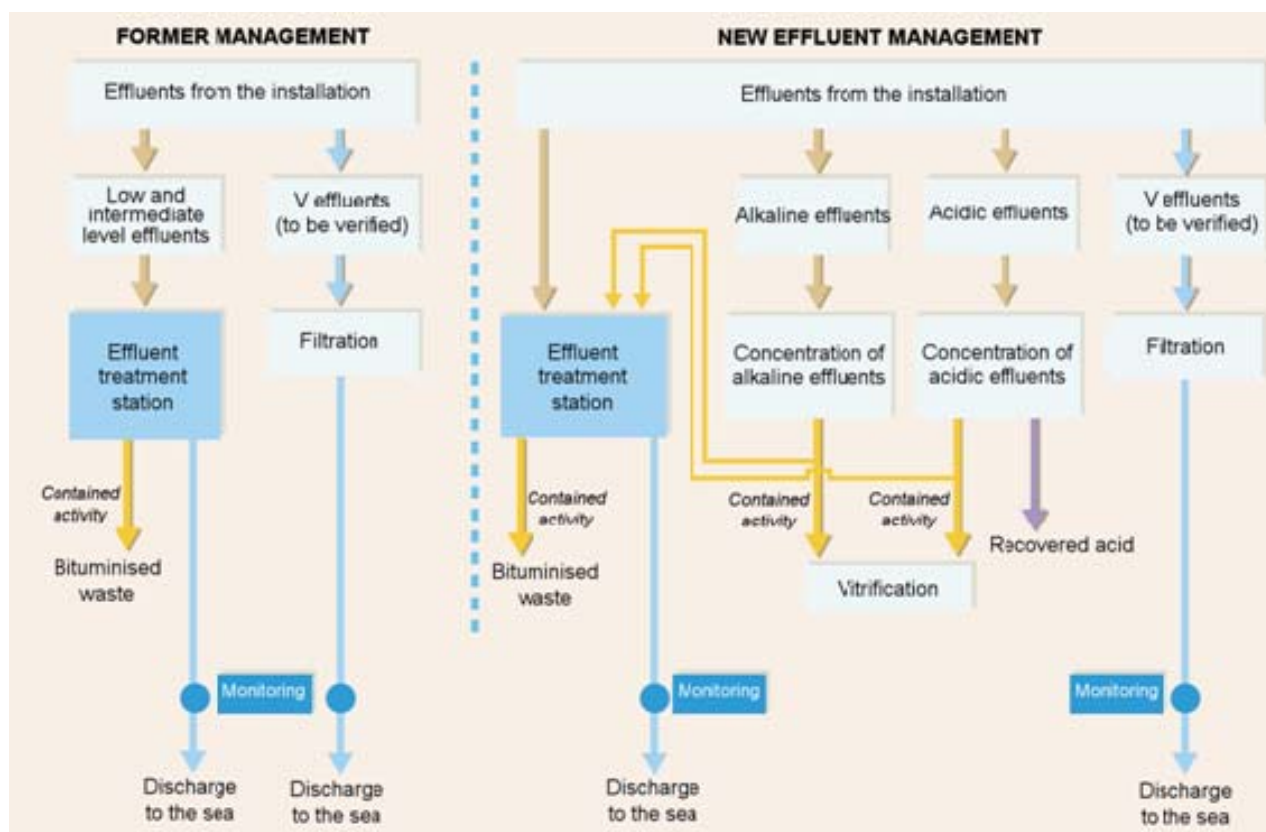 FORMER MANAGEMENT
Effluents from the installation
Low and
intermediate
level effluents
V effluents
(to be verified)
Effluent
treatment
station
Filtration
Contained
activity
Bituminised
waste
Monitoring
Discharge
to the sea
Discharge
to the sea
NEW EFFLUENT MANAGEMENT
Effluents from the installation
Alkaline effluents
Acidic effluents
V effluents
(to be verified)
Effluent
treatment
station
Concentration of
alkaline effluents
Concentration of
acidic effluents
Filtration
Contained
activity
Contained
activity
Contained
activity
Recovered acid
Bituminised
waste
Vitrification
Monitoring
Monitoring
Discharge
to the sea
Discharge
to the sea